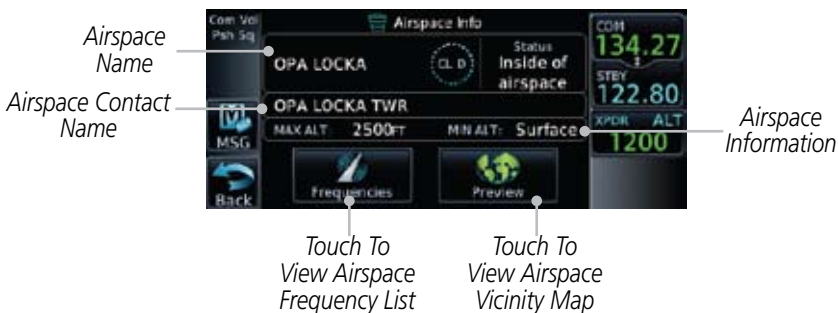 Com Vol
Psh Sq
Airspace Info
Airspace
Name
OPA LOCKA
CL D
Status
Inside of
airspace
COM
134.27
STBY
122.80
Airspace Contact
Name
OPA LOCKA TWR
MSG
MAX ALT: 2500FT
MIN ALT: Surface
XPDR ALT
1200
Airspace
Information
Back
Frequencies
Preview
Touch To
View Airspace
Frequency List
Touch To
View Airspace
Vicinity Map